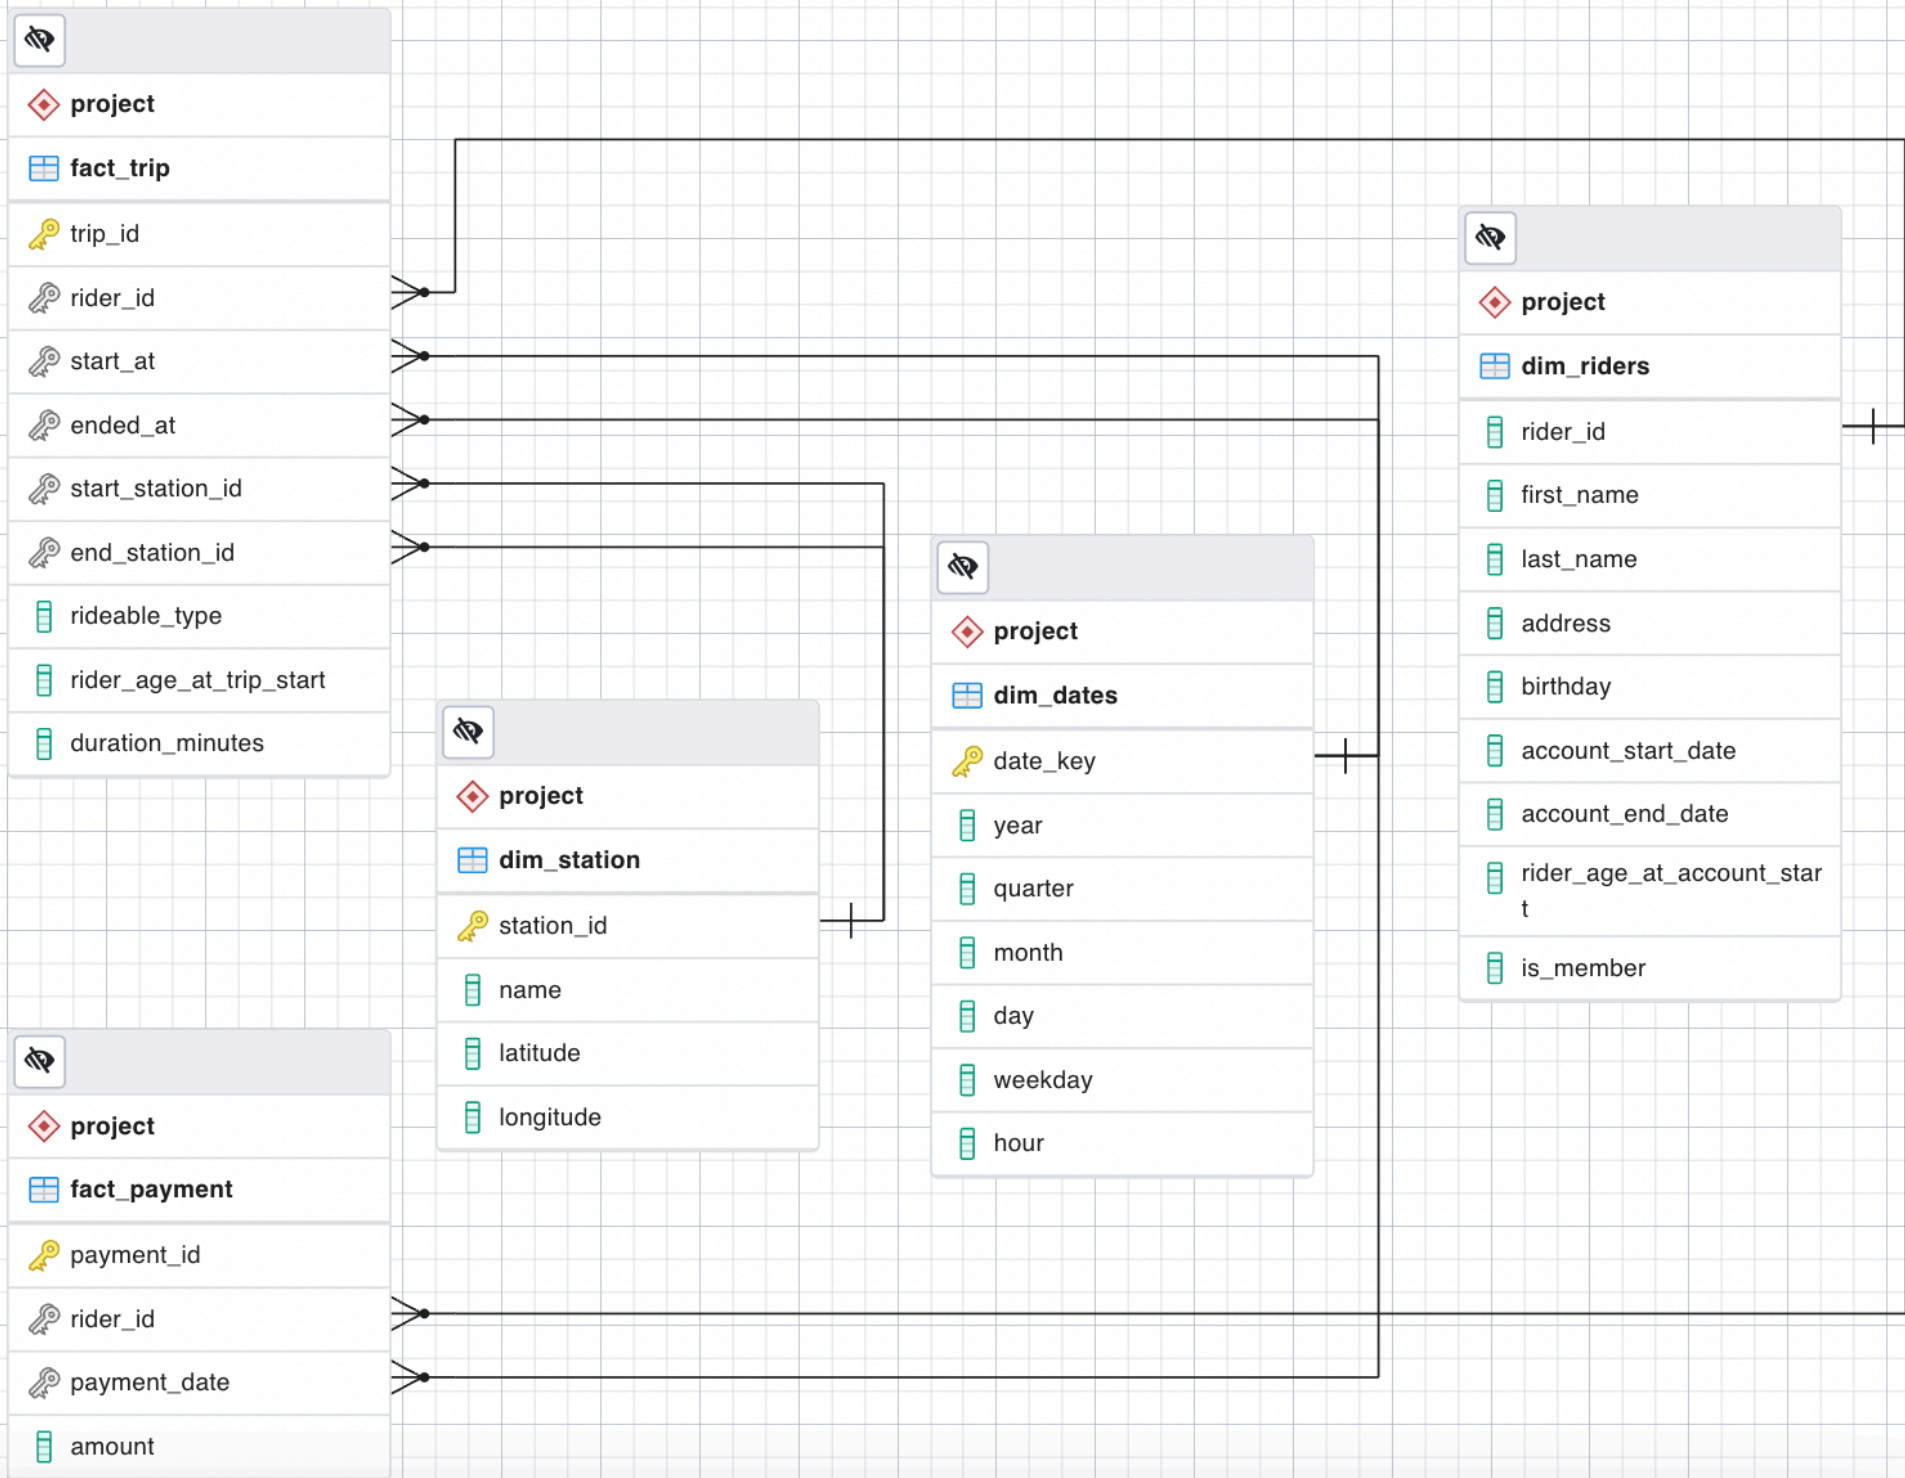 project
fact_trip
trip_id
rider_id
start_at
ended_at
start_station_id
end_station_id
rideable_type
rider_age_at_trip_start
duration_minutes
project
fact_payment
payment_id
rider_id
payment_date
amount
project
dim_station
station_id
name
latitude
longitude
project
dim_dates
date_key
year
quarter
month
day
weekday
hour
project
dim_riders
rider_id
first_name
last_name
address
birthday
account_start_date
account_end_date
rider_age_at_account_star
t
is_member